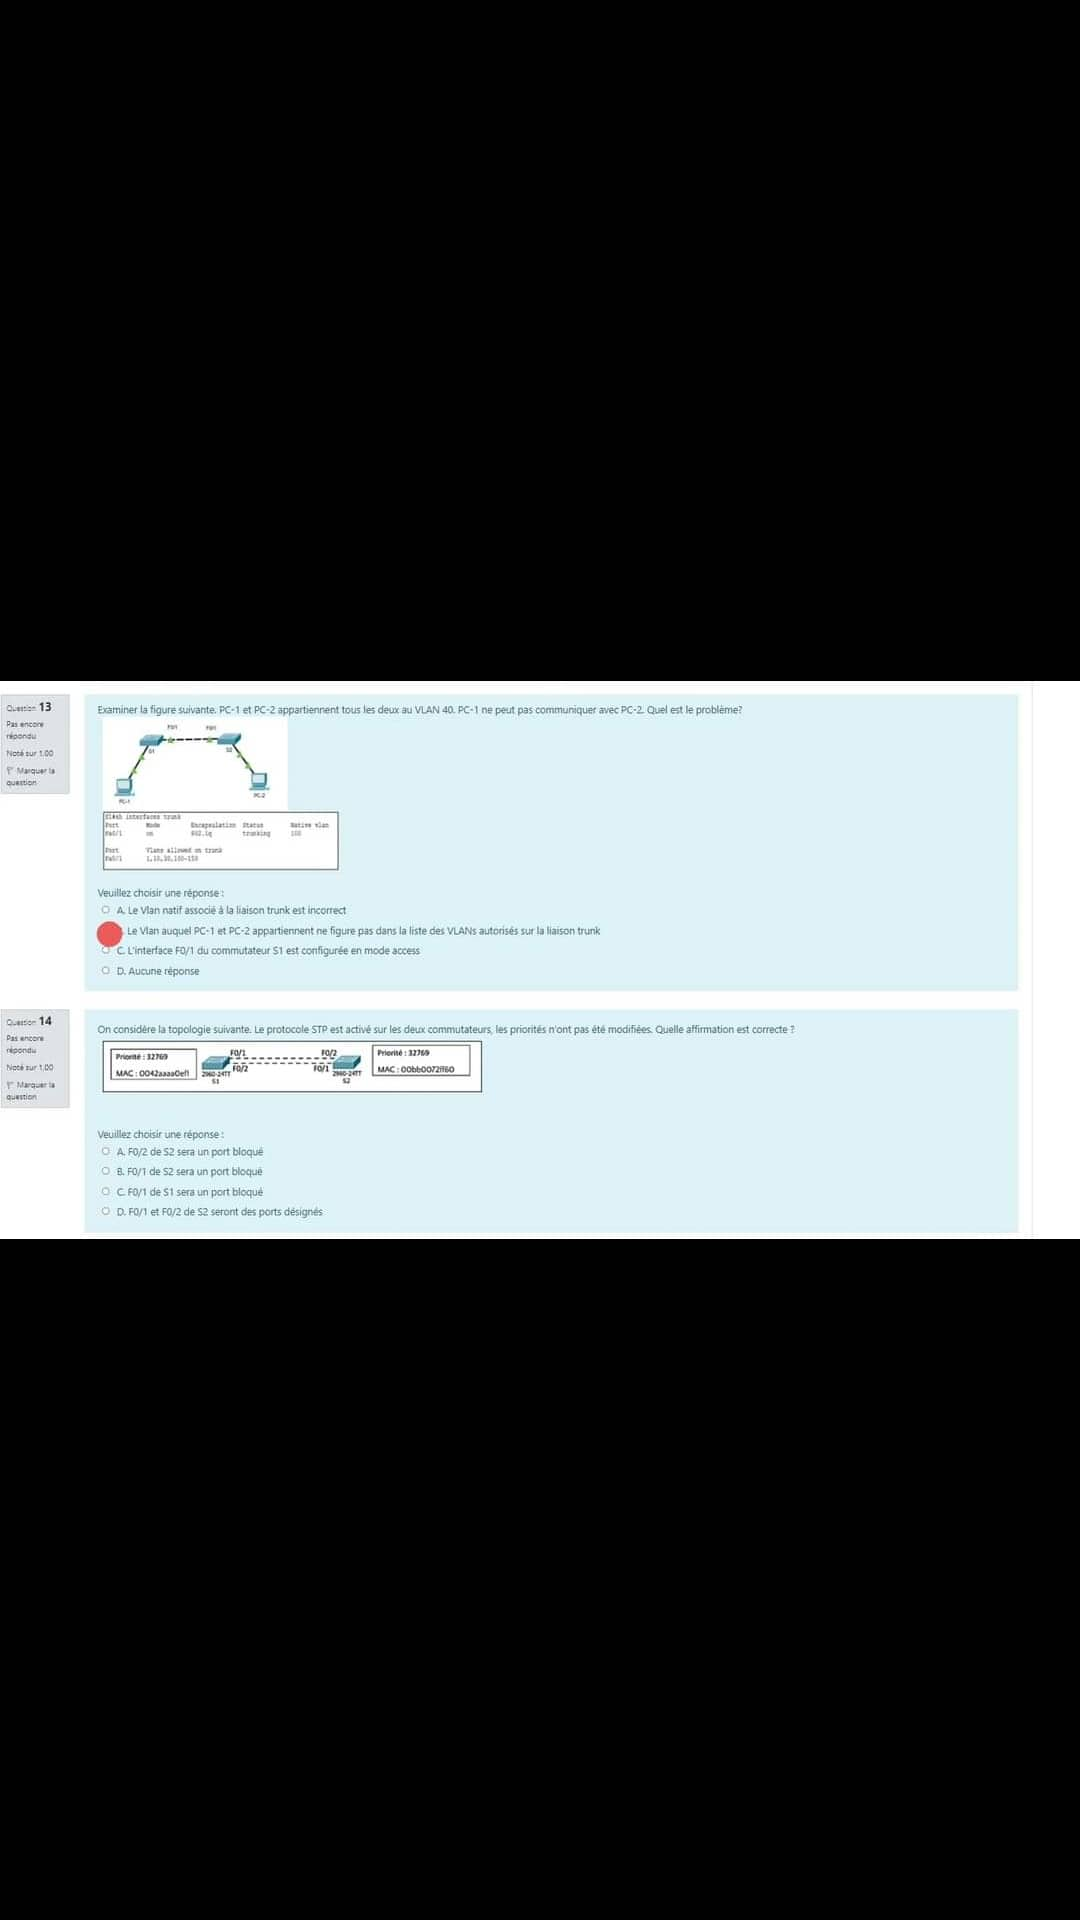 Question 13
Pas encore
répondu
Noté sur 1,00
Marquer la
question
Examiner la figure suivante. PC-1 et PC-2 appartiennent tous les deux au VLAN 40. PC-1 ne peut pas communiquer avec PC-2. Quel est le problème?
F0/1 F0/1
S1 S2
PC-1
PC-2
S1#sh interfaces trunk
Port Mode Encapsulation Status Native vlan
Fa0/1 on 802.1q trunking 100
Port Vlans allowed on trunk
Fa0/1
Veuillez choisir une réponse :
A. Le Vlan natif associé à la liaison trunk est incorrect
Le Vlan auquel PC-1 et PC-2 appartiennent ne figure pas dans la liste des VLANs autorisés sur la liaison trunk
C. L'interface F0/1 du commutateur S1 est configurée en mode access
D. Aucune réponse
Question 14
Pas encore
répondu
Noté sur 1,00
Marquer la
question
On considère la topologie suivante. Le protocole STP est activé sur les deux commutateurs, les priorités n'ont pas été modifiées. Quelle affirmation est correcte ?
Priorité : 32769
MAC : 0042aaaa0ef1
F0/1 F0/2
F0/2 F0/1
2960-24TT 2960-24TT
S1 S2
Priorité : 32769
MAC :
Veuillez choisir une réponse :
A. F0/2 de S2 sera un port bloqué
B. F0/1 de S2 sera un port bloqué
C. F0/1 de S1 sera un port bloqué
D. F0/1 et F0/2 de S2 seront des ports désignés